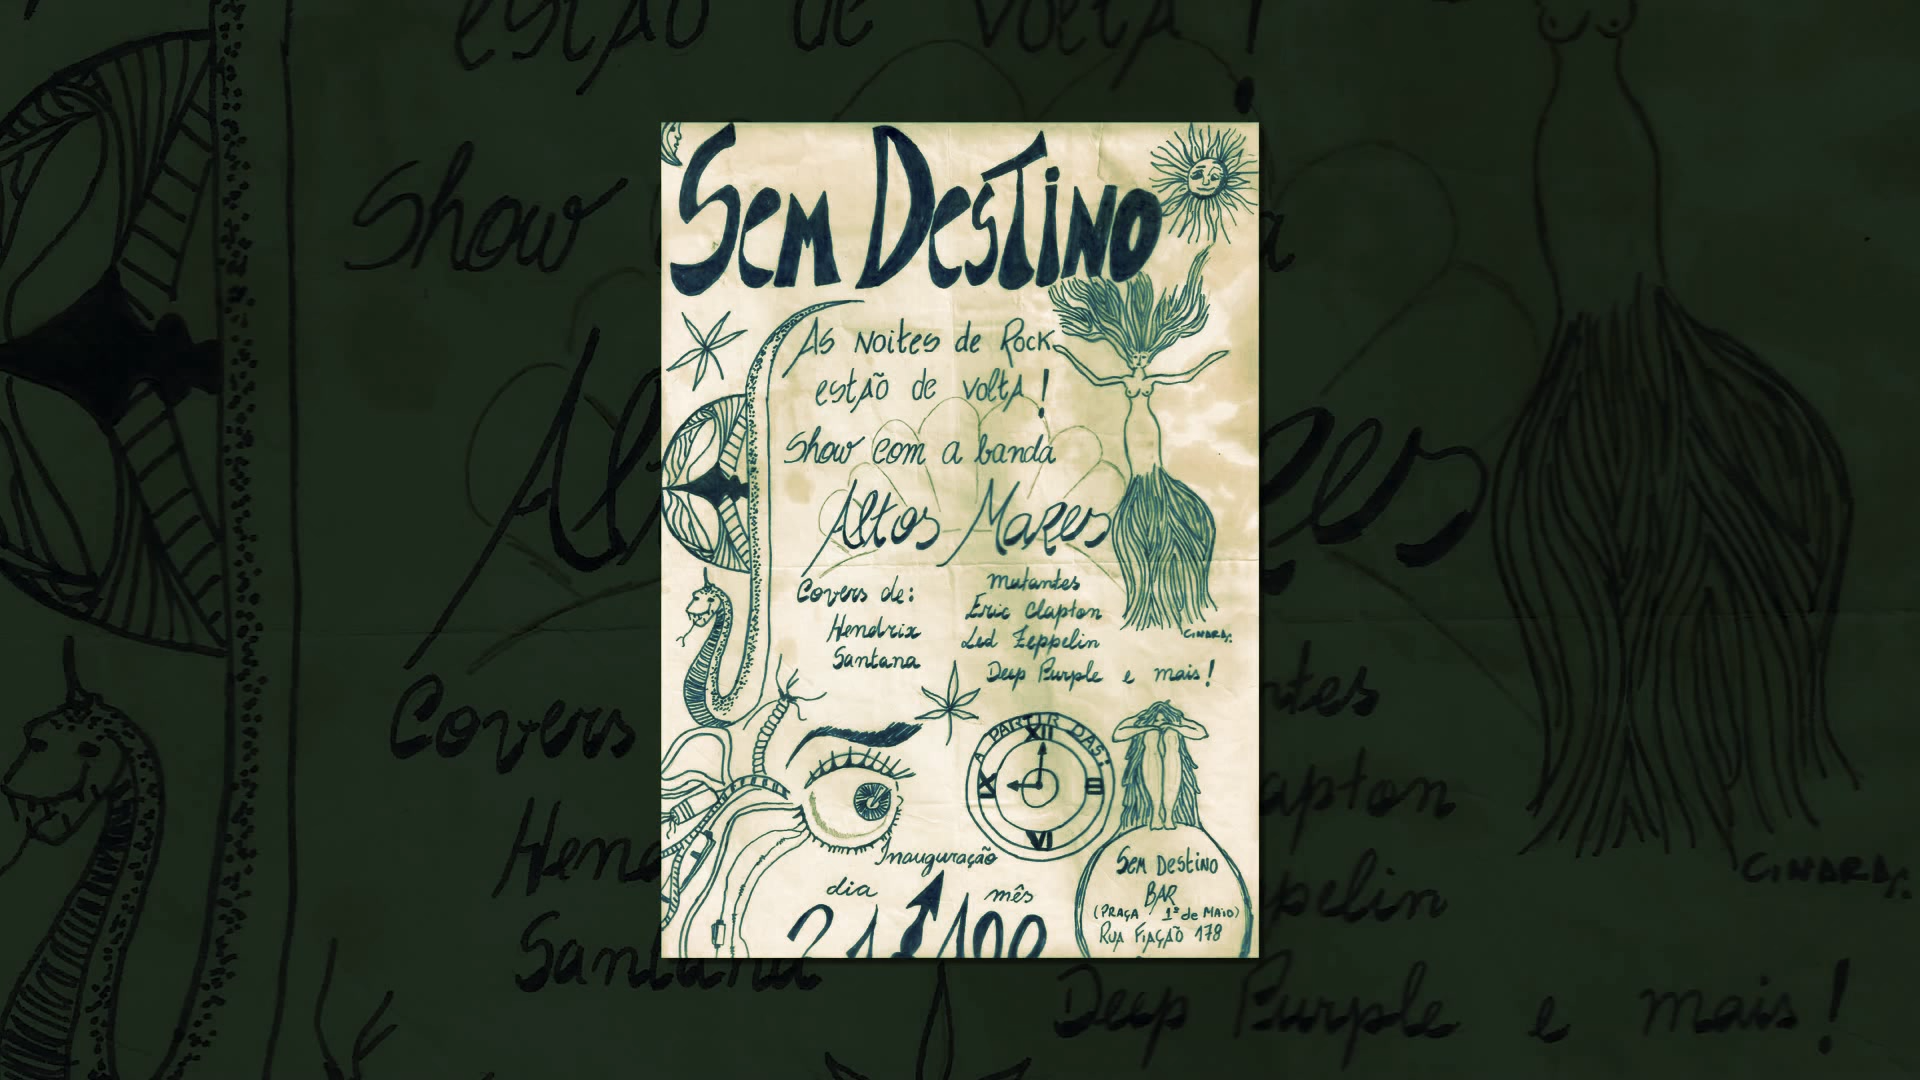 Sem Destino
As Noites de Rock
estão de volta!
Show com a banda
Altos Mares
Covers de:
Hendrix
Santana
Mutantes
Eric Clapton
Led Zeppelin
Deep Purple e mais!
CINARA
A PARTIR DAS:
XII
III
VI
IX
Inauguração
dia
mês
21
Sem Destino
BAR
(PRAÇA 1º de MAIO)
RUA FIAÇÃO 178